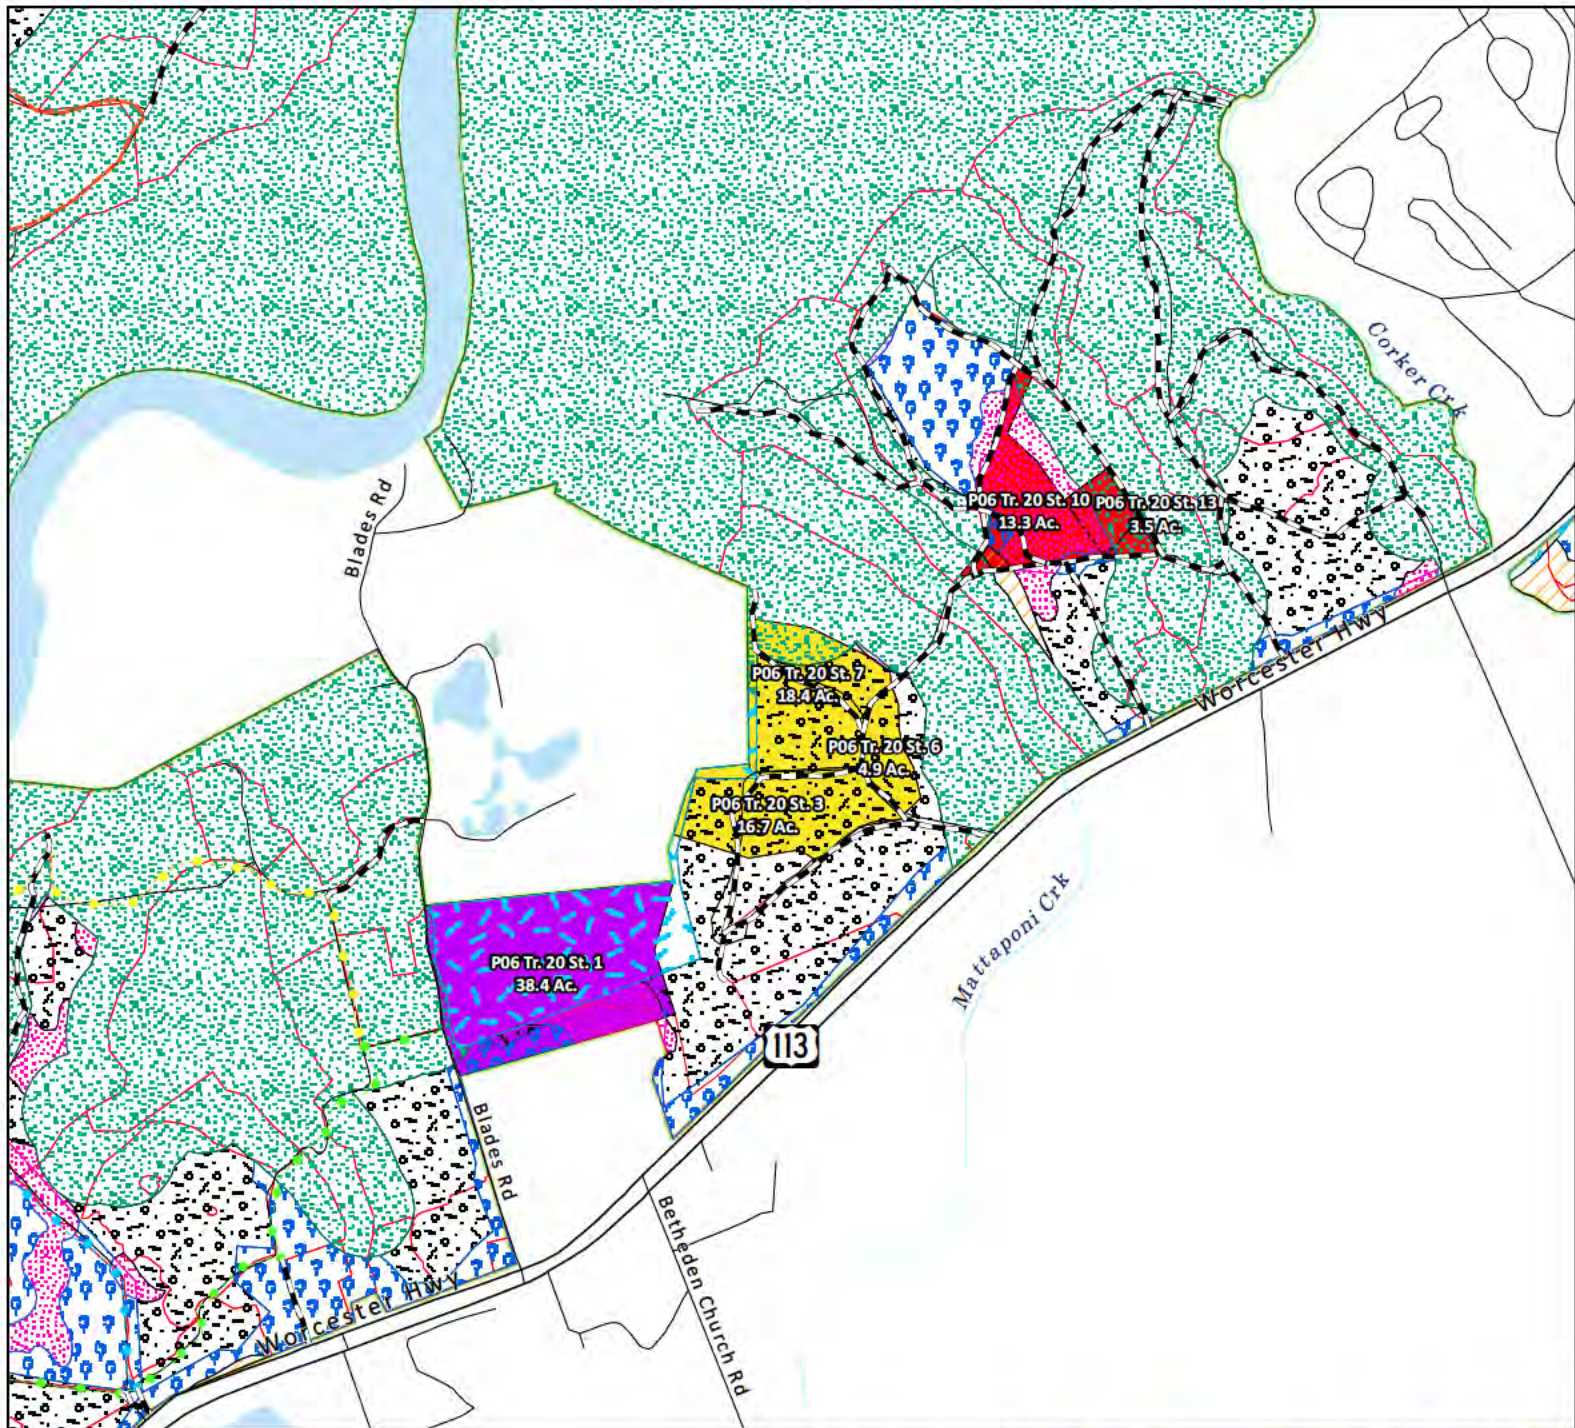 Corker Crk
Blades Rd
P06 Tr. 20 St. 10
13.3 Ac.
P06 Tr. 20 St. 13
3.5 Ac.
Worcester Hwy
P06 Tr. 20 St. 7
18.4 Ac.
P06 Tr. 20 St. 6
4.9 Ac.
P06 Tr. 20 St. 3
16.7 Ac.
Mattaponi Crk
P06 Tr. 20 St. 1
38.4 Ac.
113
Blades Rd
Betheden Church Rd
Worcester Hwy